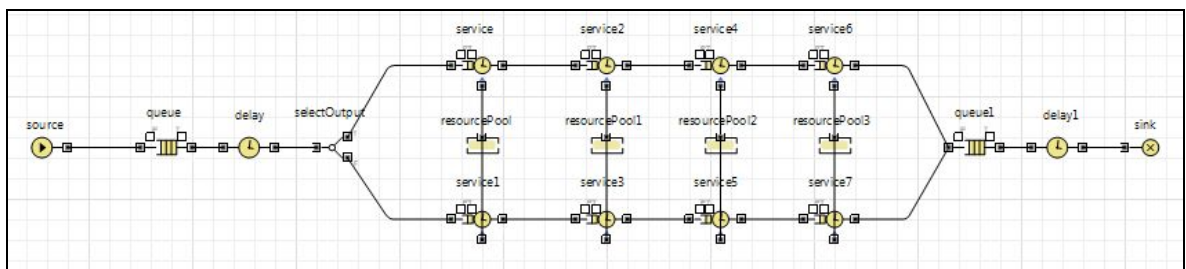 service service2 service4 service6
source queue delay selectOutput resourcePool resourcePool1 resourcePool2 resourcePool3 queue1 delay1 sink
service1 service3 service5 service7